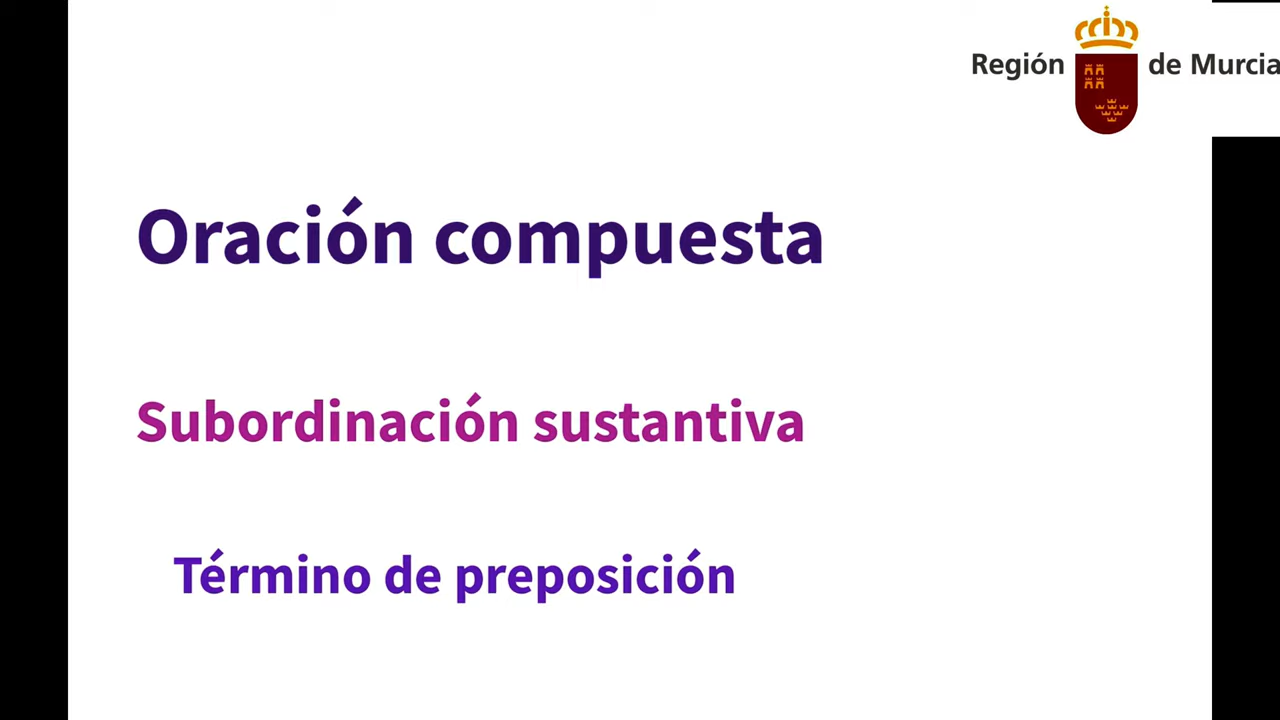 Región de Murcia
Oración compuesta
Subordinación sustantiva
Término de preposición